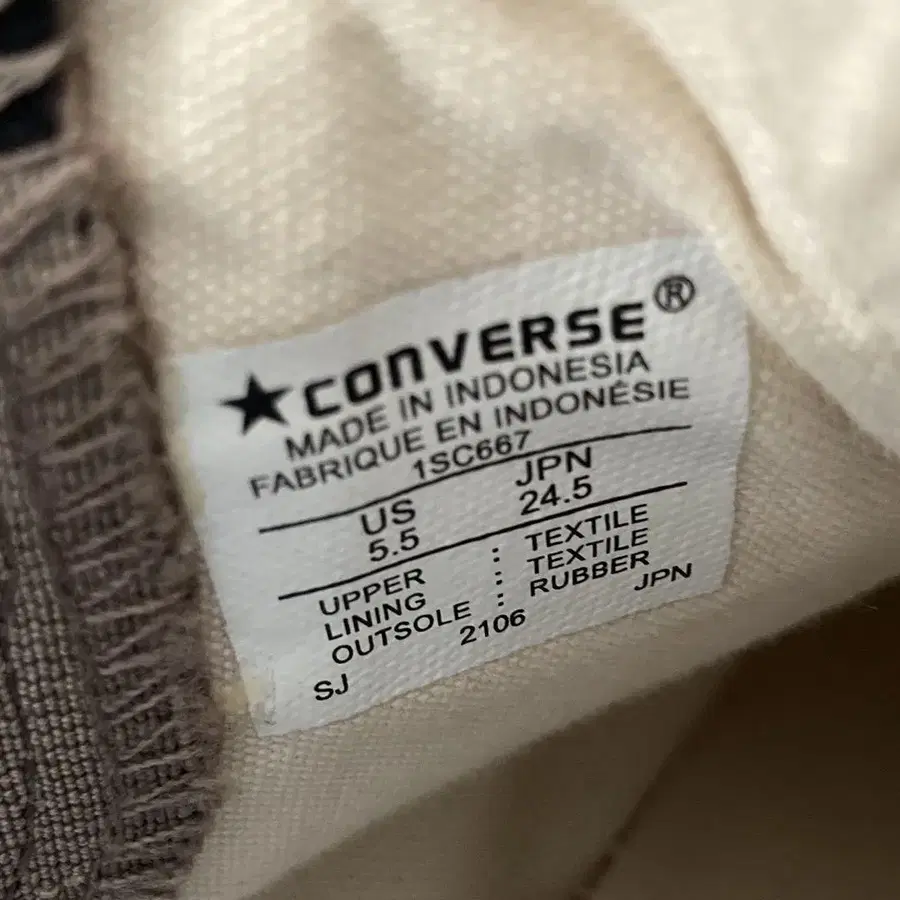 ★CONVERSE®
MADE IN INDONESIA
FABRIQUE EN INDONÉSIE
1SC667
US JPN
5.5 24.5
UPPER : TEXTILE
LINING : TEXTILE
OUTSOLE : RUBBER
2106 JPN
SJ